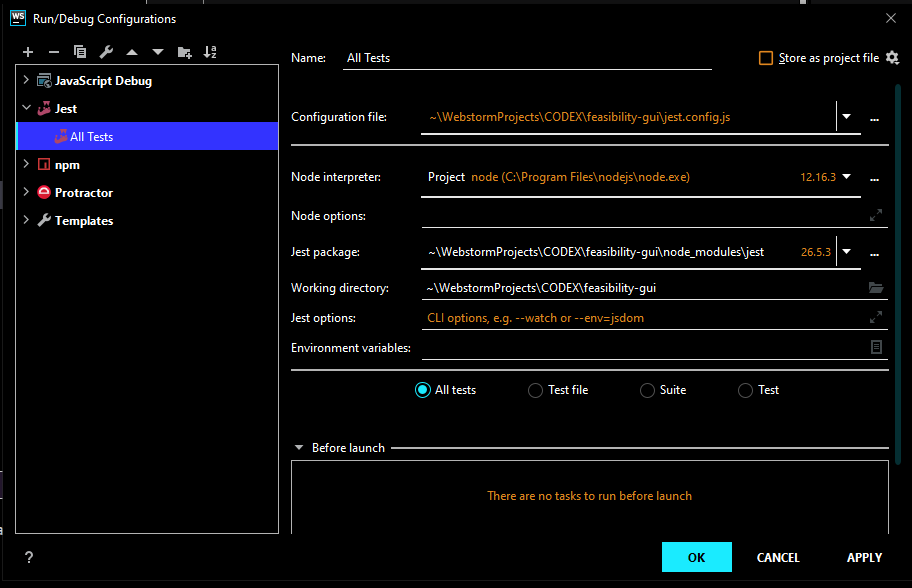 WS Run/Debug Configurations
Name: All Tests Store as project file
JavaScript Debug
Jest
All Tests
npm
Protractor
Templates
Configuration file: ~\WebstormProjects\CODEX\feasibility-gui\jest.config.js ...
Node interpreter: Project node (C:\Program Files\nodejs\node.exe) 12.16.3 ...
Node options:
Jest package: ~\WebstormProjects\CODEX\feasibility-gui\node_modules\jest 26.5.3 ...
Working directory: ~\WebstormProjects\CODEX\feasibility-gui
Jest options: CLI options, e.g. --watch or --env=jsdom
Environment variables:
All tests Test file Suite Test
Before launch
There are no tasks to run before launch
? OK CANCEL APPLY